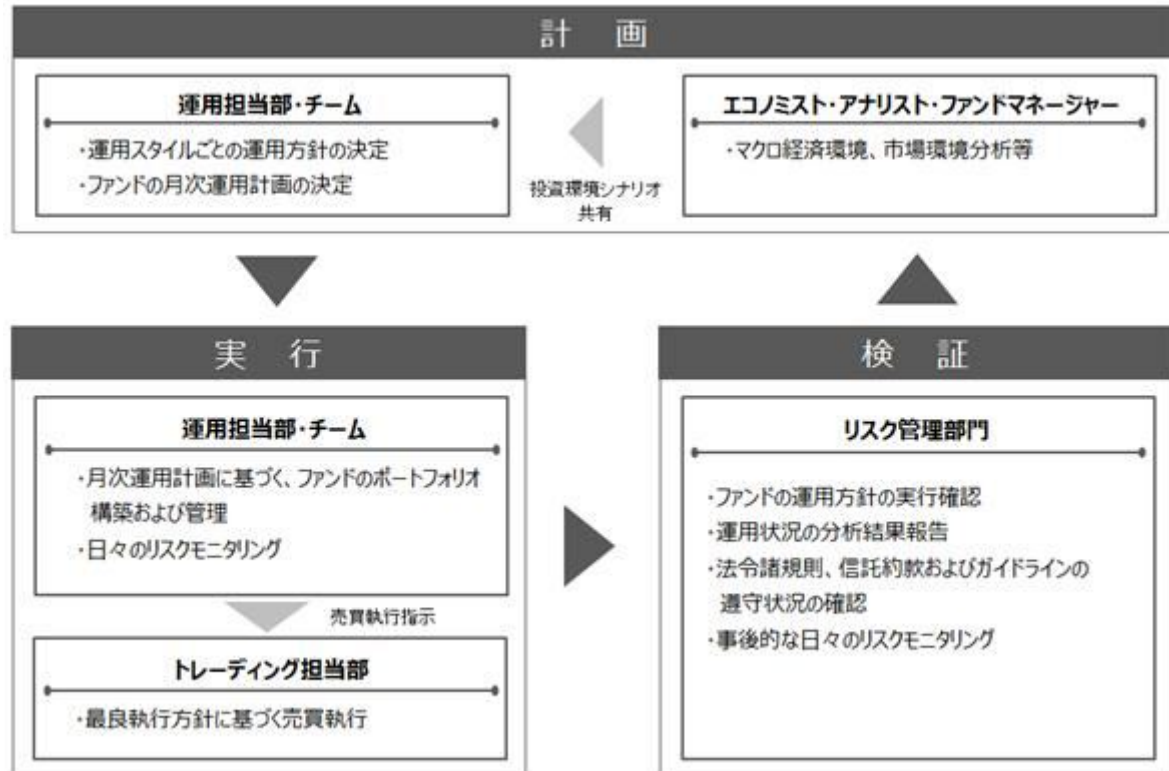 計 画
運用担当部・チーム
・運用スタイルごとの運用方針の決定
・ファンドの月次運用計画の決定
投資環境シナリオ
共有
エコノミスト・アナリスト・ファンドマネージャー
・マクロ経済環境、市場環境分析等
実 行
運用担当部・チーム
・月次運用計画に基づく、ファンドのポートフォリオ
構築および管理
・日々のリスクモニタリング
売買執行指示
トレーディング担当部
・最良執行方針に基づく売買執行
検 証
リスク管理部門
・ファンドの運用方針の実行確認
・運用状況の分析結果報告
・法令諸規則、信託約款およびガイドラインの
遵守状況の確認
・事後的な日々のリスクモニタリング